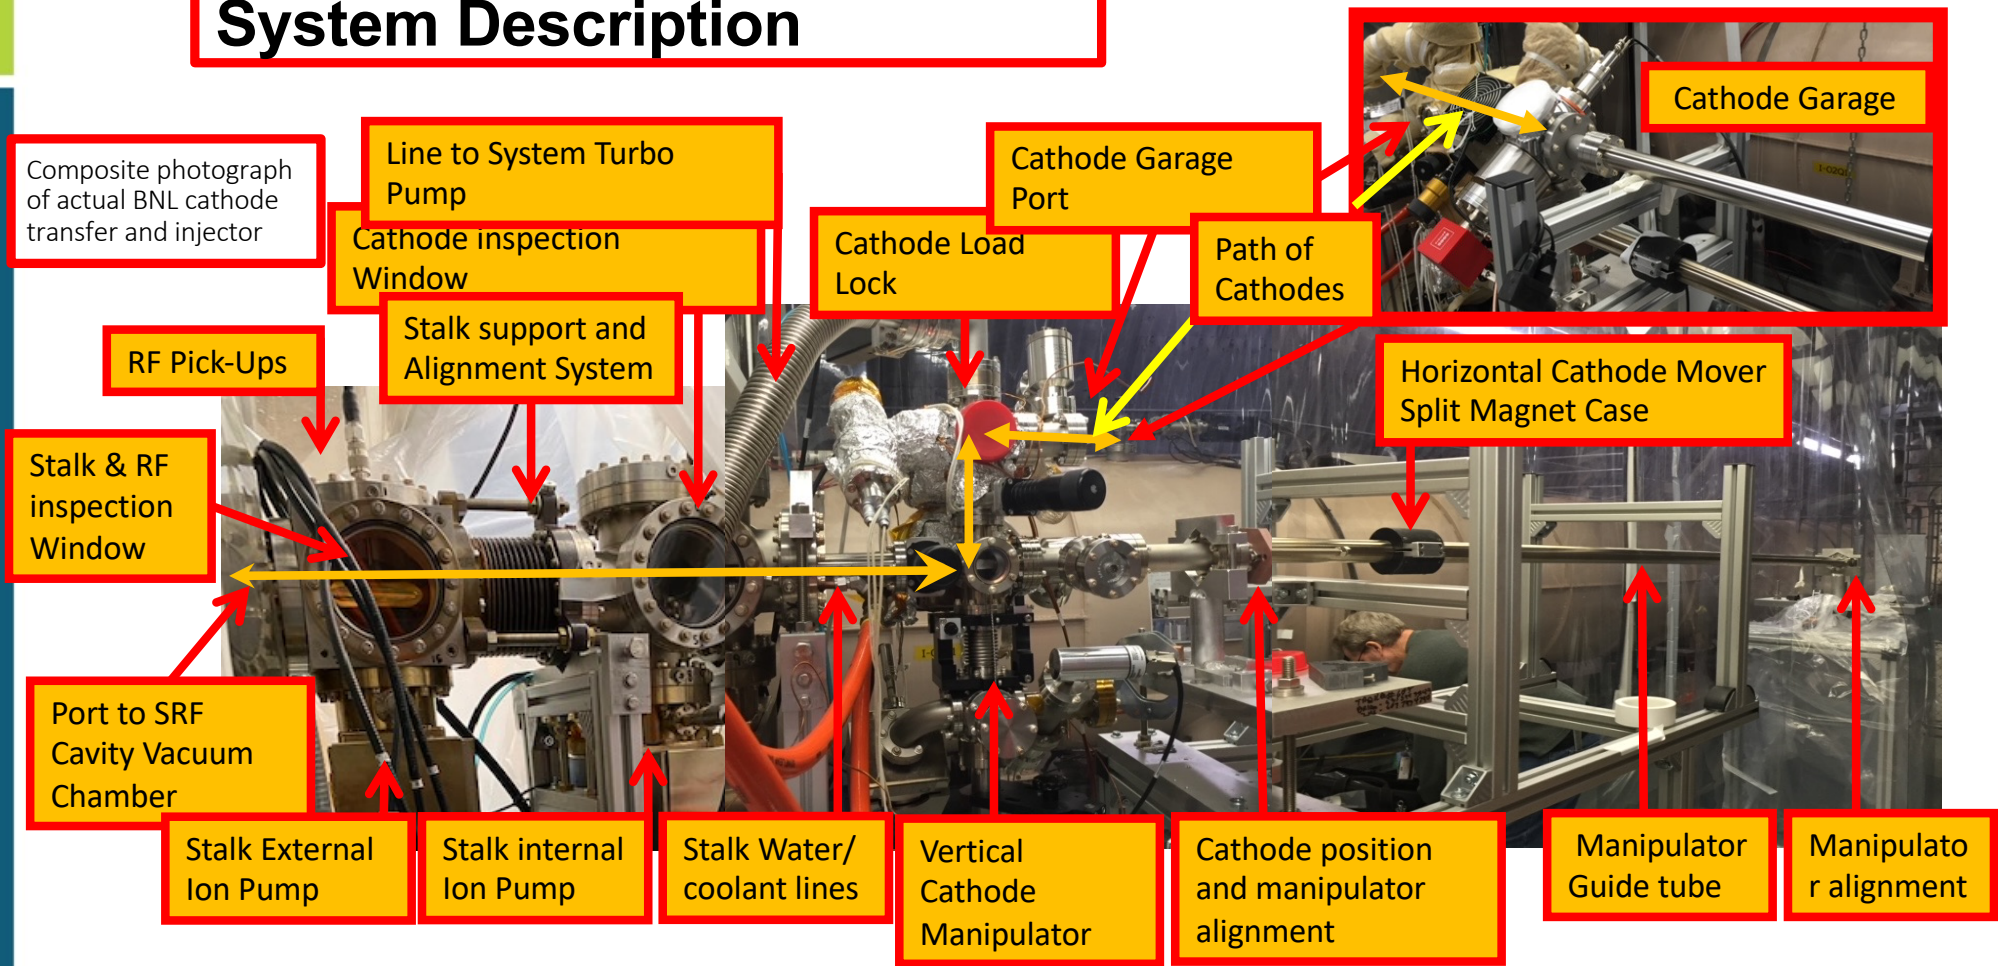 System Description
Composite photograph
of actual BNL cathode
transfer and injector
Line to System Turbo
Pump
Cathode inspection
Window
Stalk support and
Alignment System
RF Pick-Ups
Stalk & RF
inspection
Window
Cathode Load
Lock
Cathode Garage
Port
Path of
Cathodes
Cathode Garage
Horizontal Cathode Mover
Split Magnet Case
Port to SRF
Cavity Vacuum
Chamber
Stalk External
Ion Pump
Stalk internal
Ion Pump
Stalk Water/
coolant lines
Vertical
Cathode
Manipulator
Cathode position
and manipulator
alignment
Manipulator
Guide tube
Manipulato
r alignment